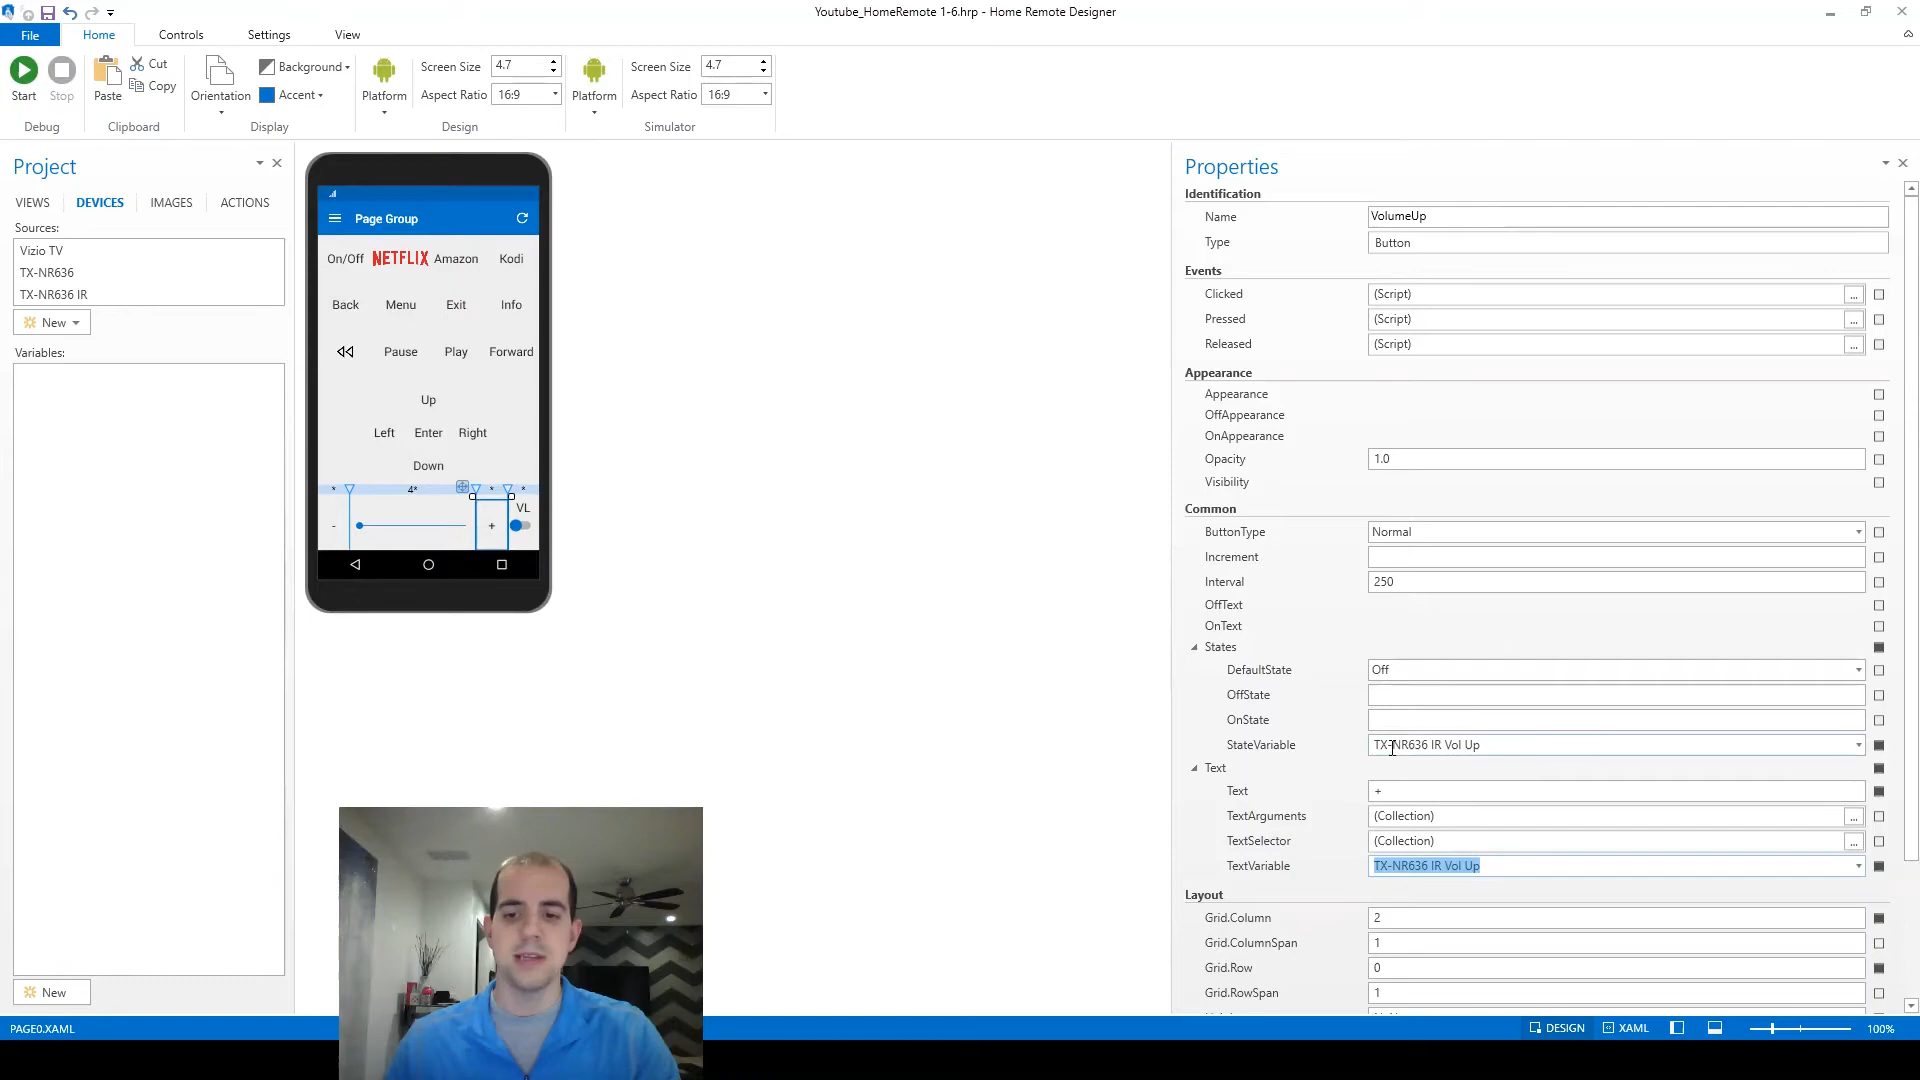 Youtube_HomeRemote 1-6.hrp - Home Remote Designer
File Home Controls Settings View
Start
Stop
Debug
Paste
Cut
Copy
Clipboard
Orientation
Background
Accent
Display
Platform
Screen Size 4.7
Aspect Ratio 16:9
Design
Platform
Screen Size 4.7
Aspect Ratio 16:9
Simulator
Project
VIEWS DEVICES IMAGES ACTIONS
Sources:
Vizio TV
TX-NR636
TX-NR636 IR
New
Variables:
New
Page Group
On/Off NETFLIX Amazon Kodi
Back Menu Exit Info
Pause Play Forward
Up
Left Enter Right
Down
* 4* * *
VL
- +
Properties
Identification
Name VolumeUp
Type Button
Events
Clicked (Script) ...
Pressed (Script) ...
Released (Script) ...
Appearance
Appearance
OffAppearance
OnAppearance
Opacity 1.0
Visibility
Common
ButtonType Normal
Increment
Interval 250
OffText
OnText
States
DefaultState Off
OffState
OnState
StateVariable TX-NR636 IR Vol Up
Text
Text +
TextArguments (Collection) ...
TextSelector (Collection) ...
TextVariable TX-NR636 IR Vol Up
Layout
Grid.Column 2
Grid.ColumnSpan 1
Grid.Row 0
Grid.RowSpan 1
PAGE0.XAML
DESIGN XAML 100%